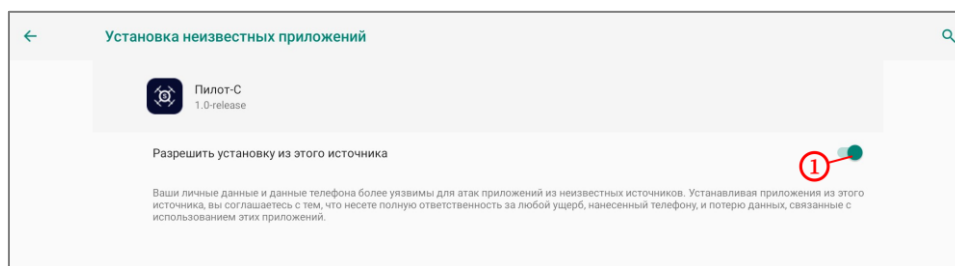 Установка неизвестных приложений
Пилот-С
1.0-release
Разрешить установку из этого источника
1
Ваши личные данные и данные телефона более уязвимы для атак приложений из неизвестных источников. Устанавливая приложения из этого
источника, вы соглашаетесь с тем, что несете полную ответственность за любой ущерб, нанесенный телефону, и потерю данных, связанные с
использованием этих приложений.